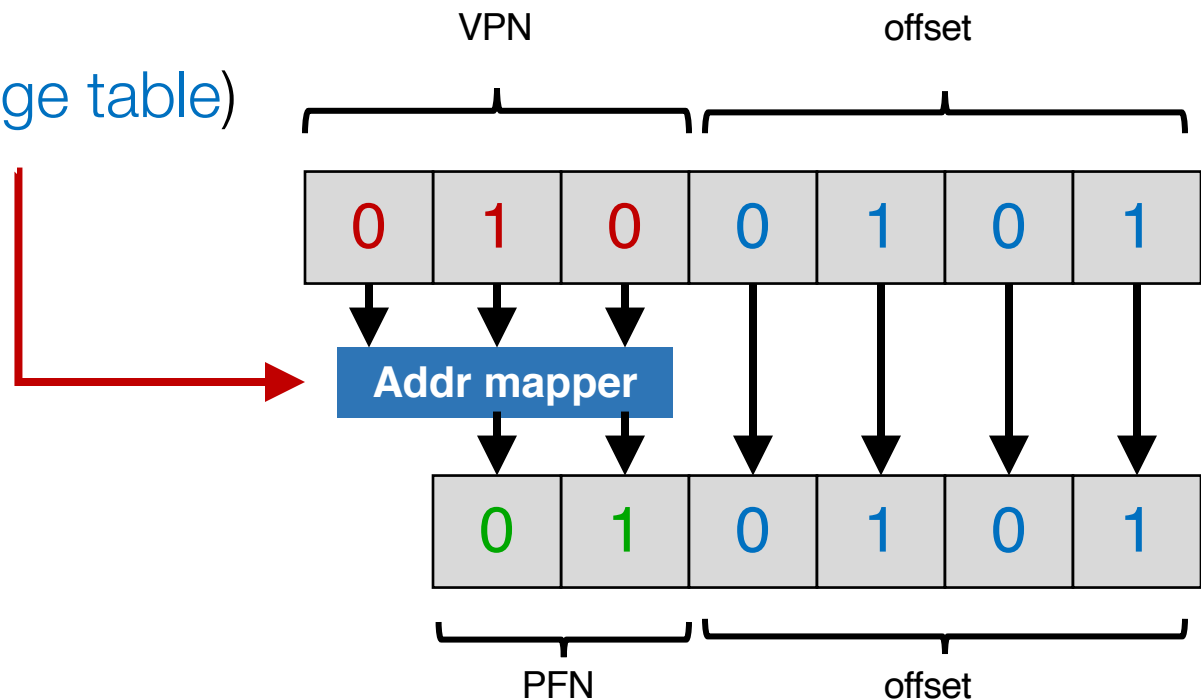 VPN offset
ge table)
0 1 0 0 1 0 1
Addr mapper
0 1 0 1 0 1
PFN offset